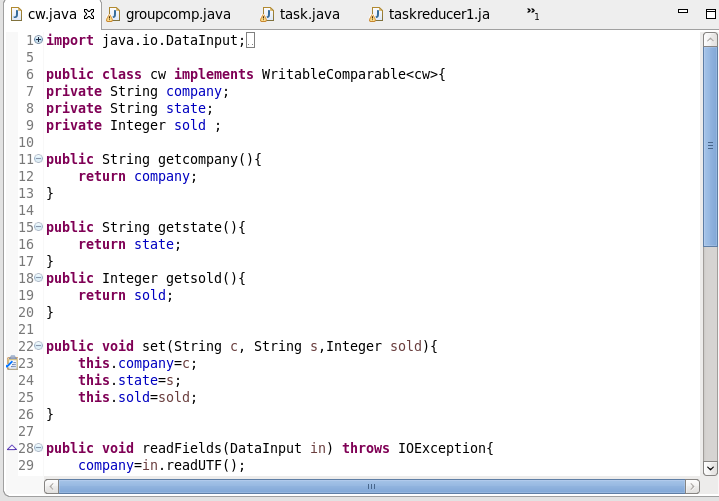 cw.java groupcomp.java task.java taskreducer1.ja »1
1 import java.io.DataInput;
5
6 public class cw implements WritableComparable<cw>{
7 private String company;
8 private String state;
9 private Integer sold ;
10
11 public String getcompany(){
12     return company;
13 }
14
15 public String getstate(){
16     return state;
17 }
18 public Integer getsold(){
19     return sold;
20 }
21
22 public void set(String c, String s,Integer sold){
23     this.company=c;
24     this.state=s;
25     this.sold=sold;
26 }
27
28 public void readFields(DataInput in) throws IOException{
29     company=in.readUTF();